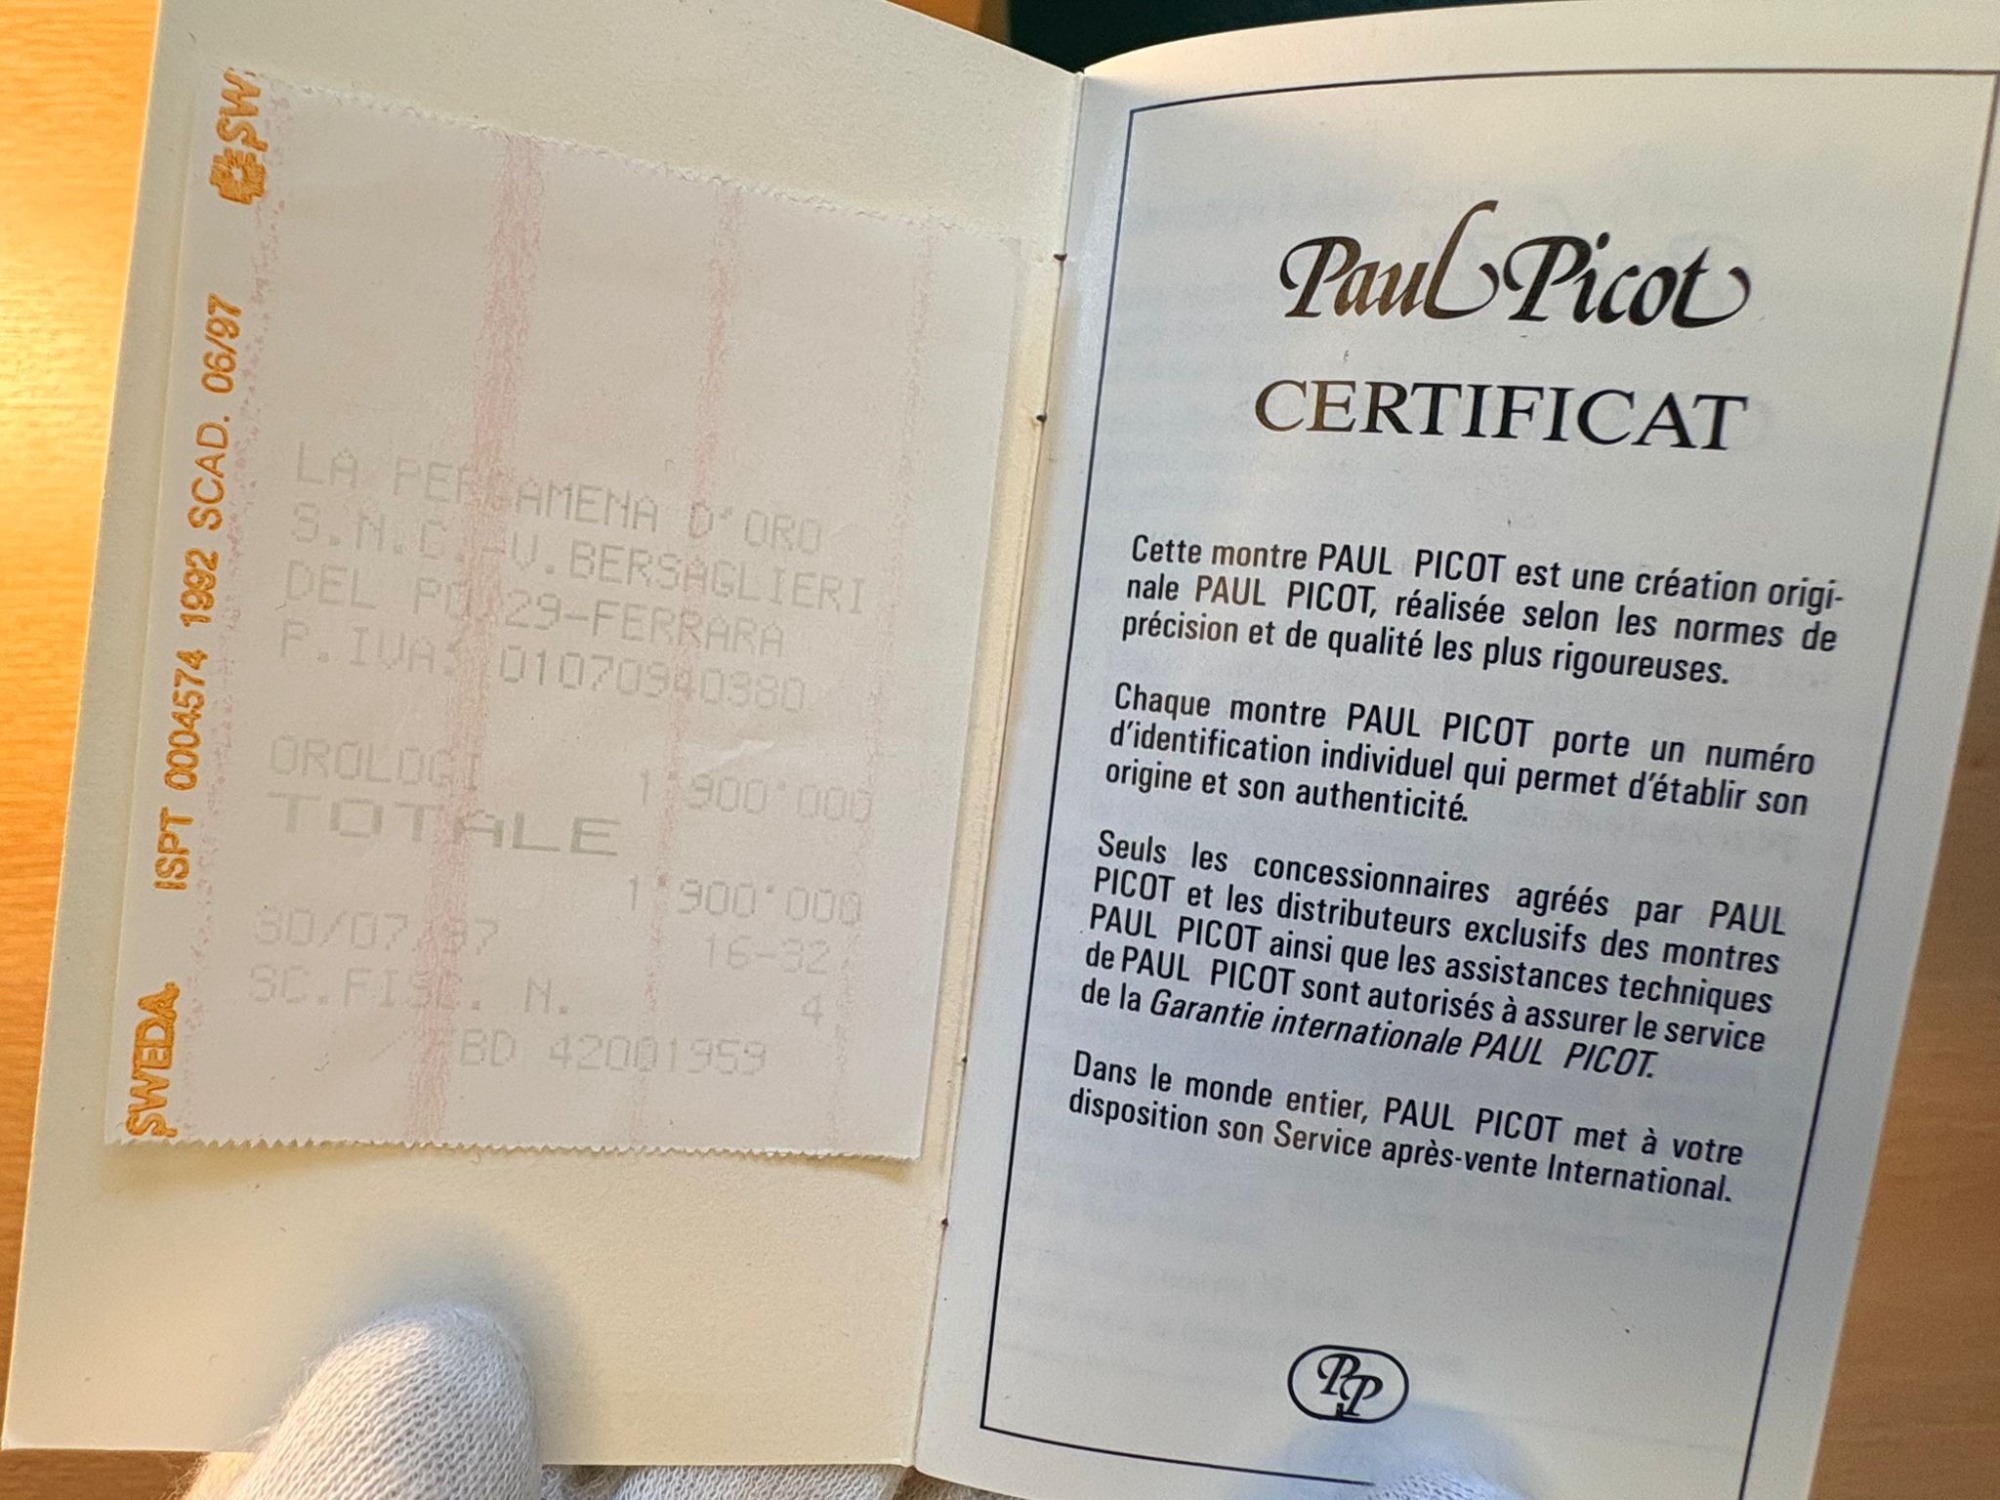 SW
SWEDA ISPT 0004574 1992 SCAD. 06/97
LA PERGAMENA D'ORO
S.N.C.-V.BERSAGLIERI
DEL PO 29-FERRARA
P.IVA: 01070940380
OROLOGI 1'900'000
TOTALE
1'900'000
30/07/97 16-32
SC.FISC. N. 4
BD 42001959
Paul Picot
CERTIFICAT
Cette montre PAUL PICOT est une création origi-
nale PAUL PICOT, réalisée selon les normes de
précision et de qualité les plus rigoureuses.
Chaque montre PAUL PICOT porte un numéro
d'identification individuel qui permet d'établir son
origine et son authenticité.
Seuls les concessionnaires agréés par PAUL
PICOT et les distributeurs exclusifs des montres
PAUL PICOT ainsi que les assistances techniques
de PAUL PICOT sont autorisés à assurer le service
de la Garantie internationale PAUL PICOT.
Dans le monde entier, PAUL PICOT met à votre
disposition son Service après-vente International.
PP